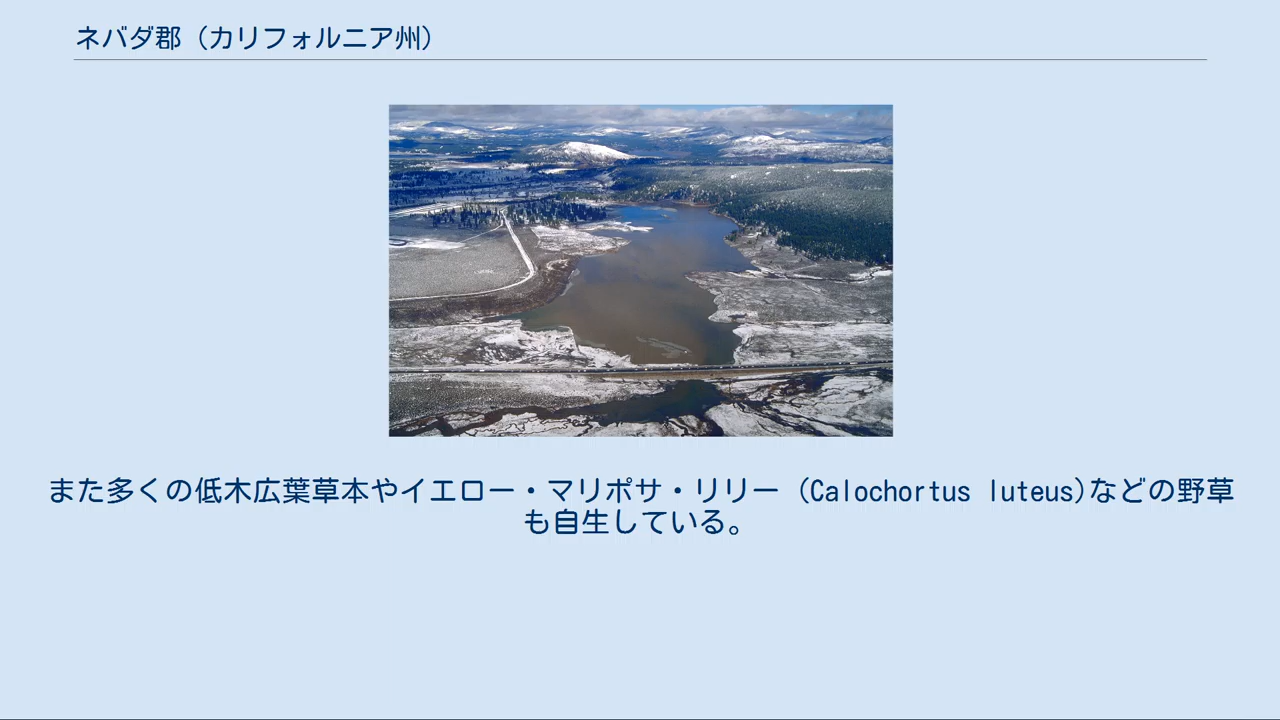 ネバダ郡（カリフォルニア州）
また多くの低木広葉草本やイエロー・マリポサ・リリー（Calochortus luteus)などの野草
も自生している。